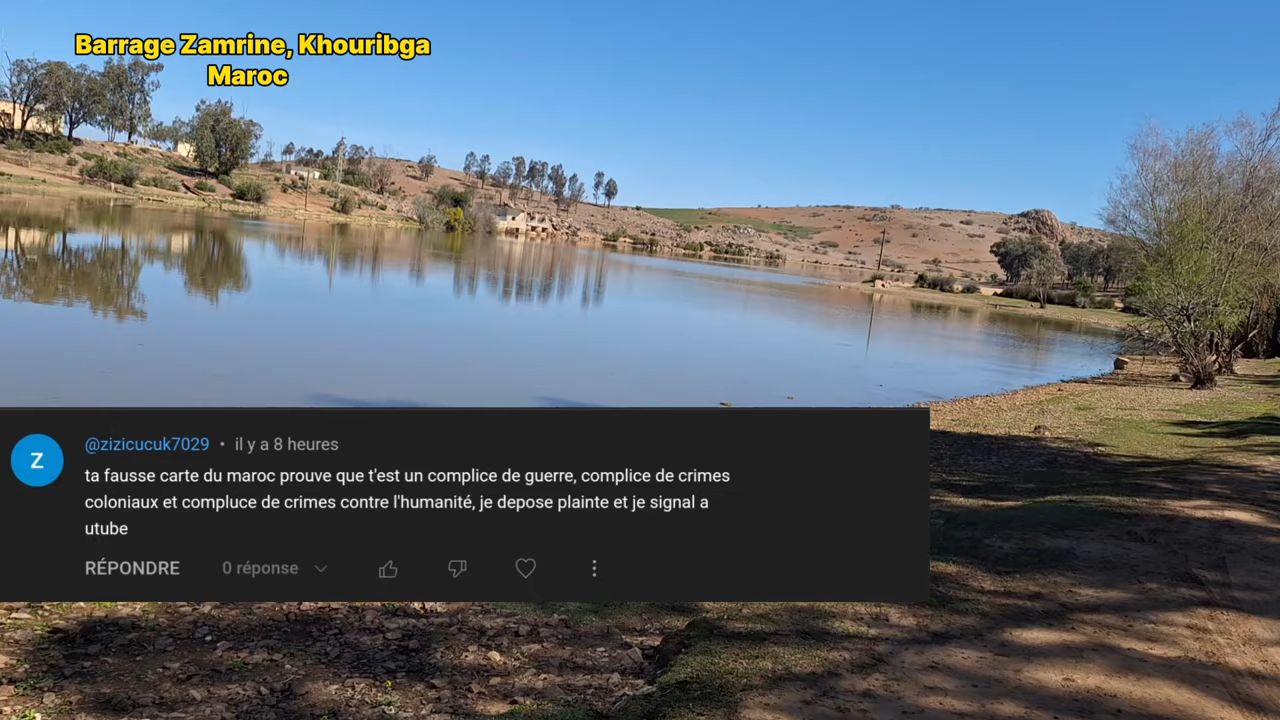 Barrage Zamrine, Khouribga
Maroc
Z
@zizicucuk7029 • il y a 8 heures
ta fausse carte du maroc prouve que t'est un complice de guerre, complice de crimes
coloniaux et compluce de crimes contre l'humanité, je depose plainte et je signal a
utube
RÉPONDRE 0 réponse